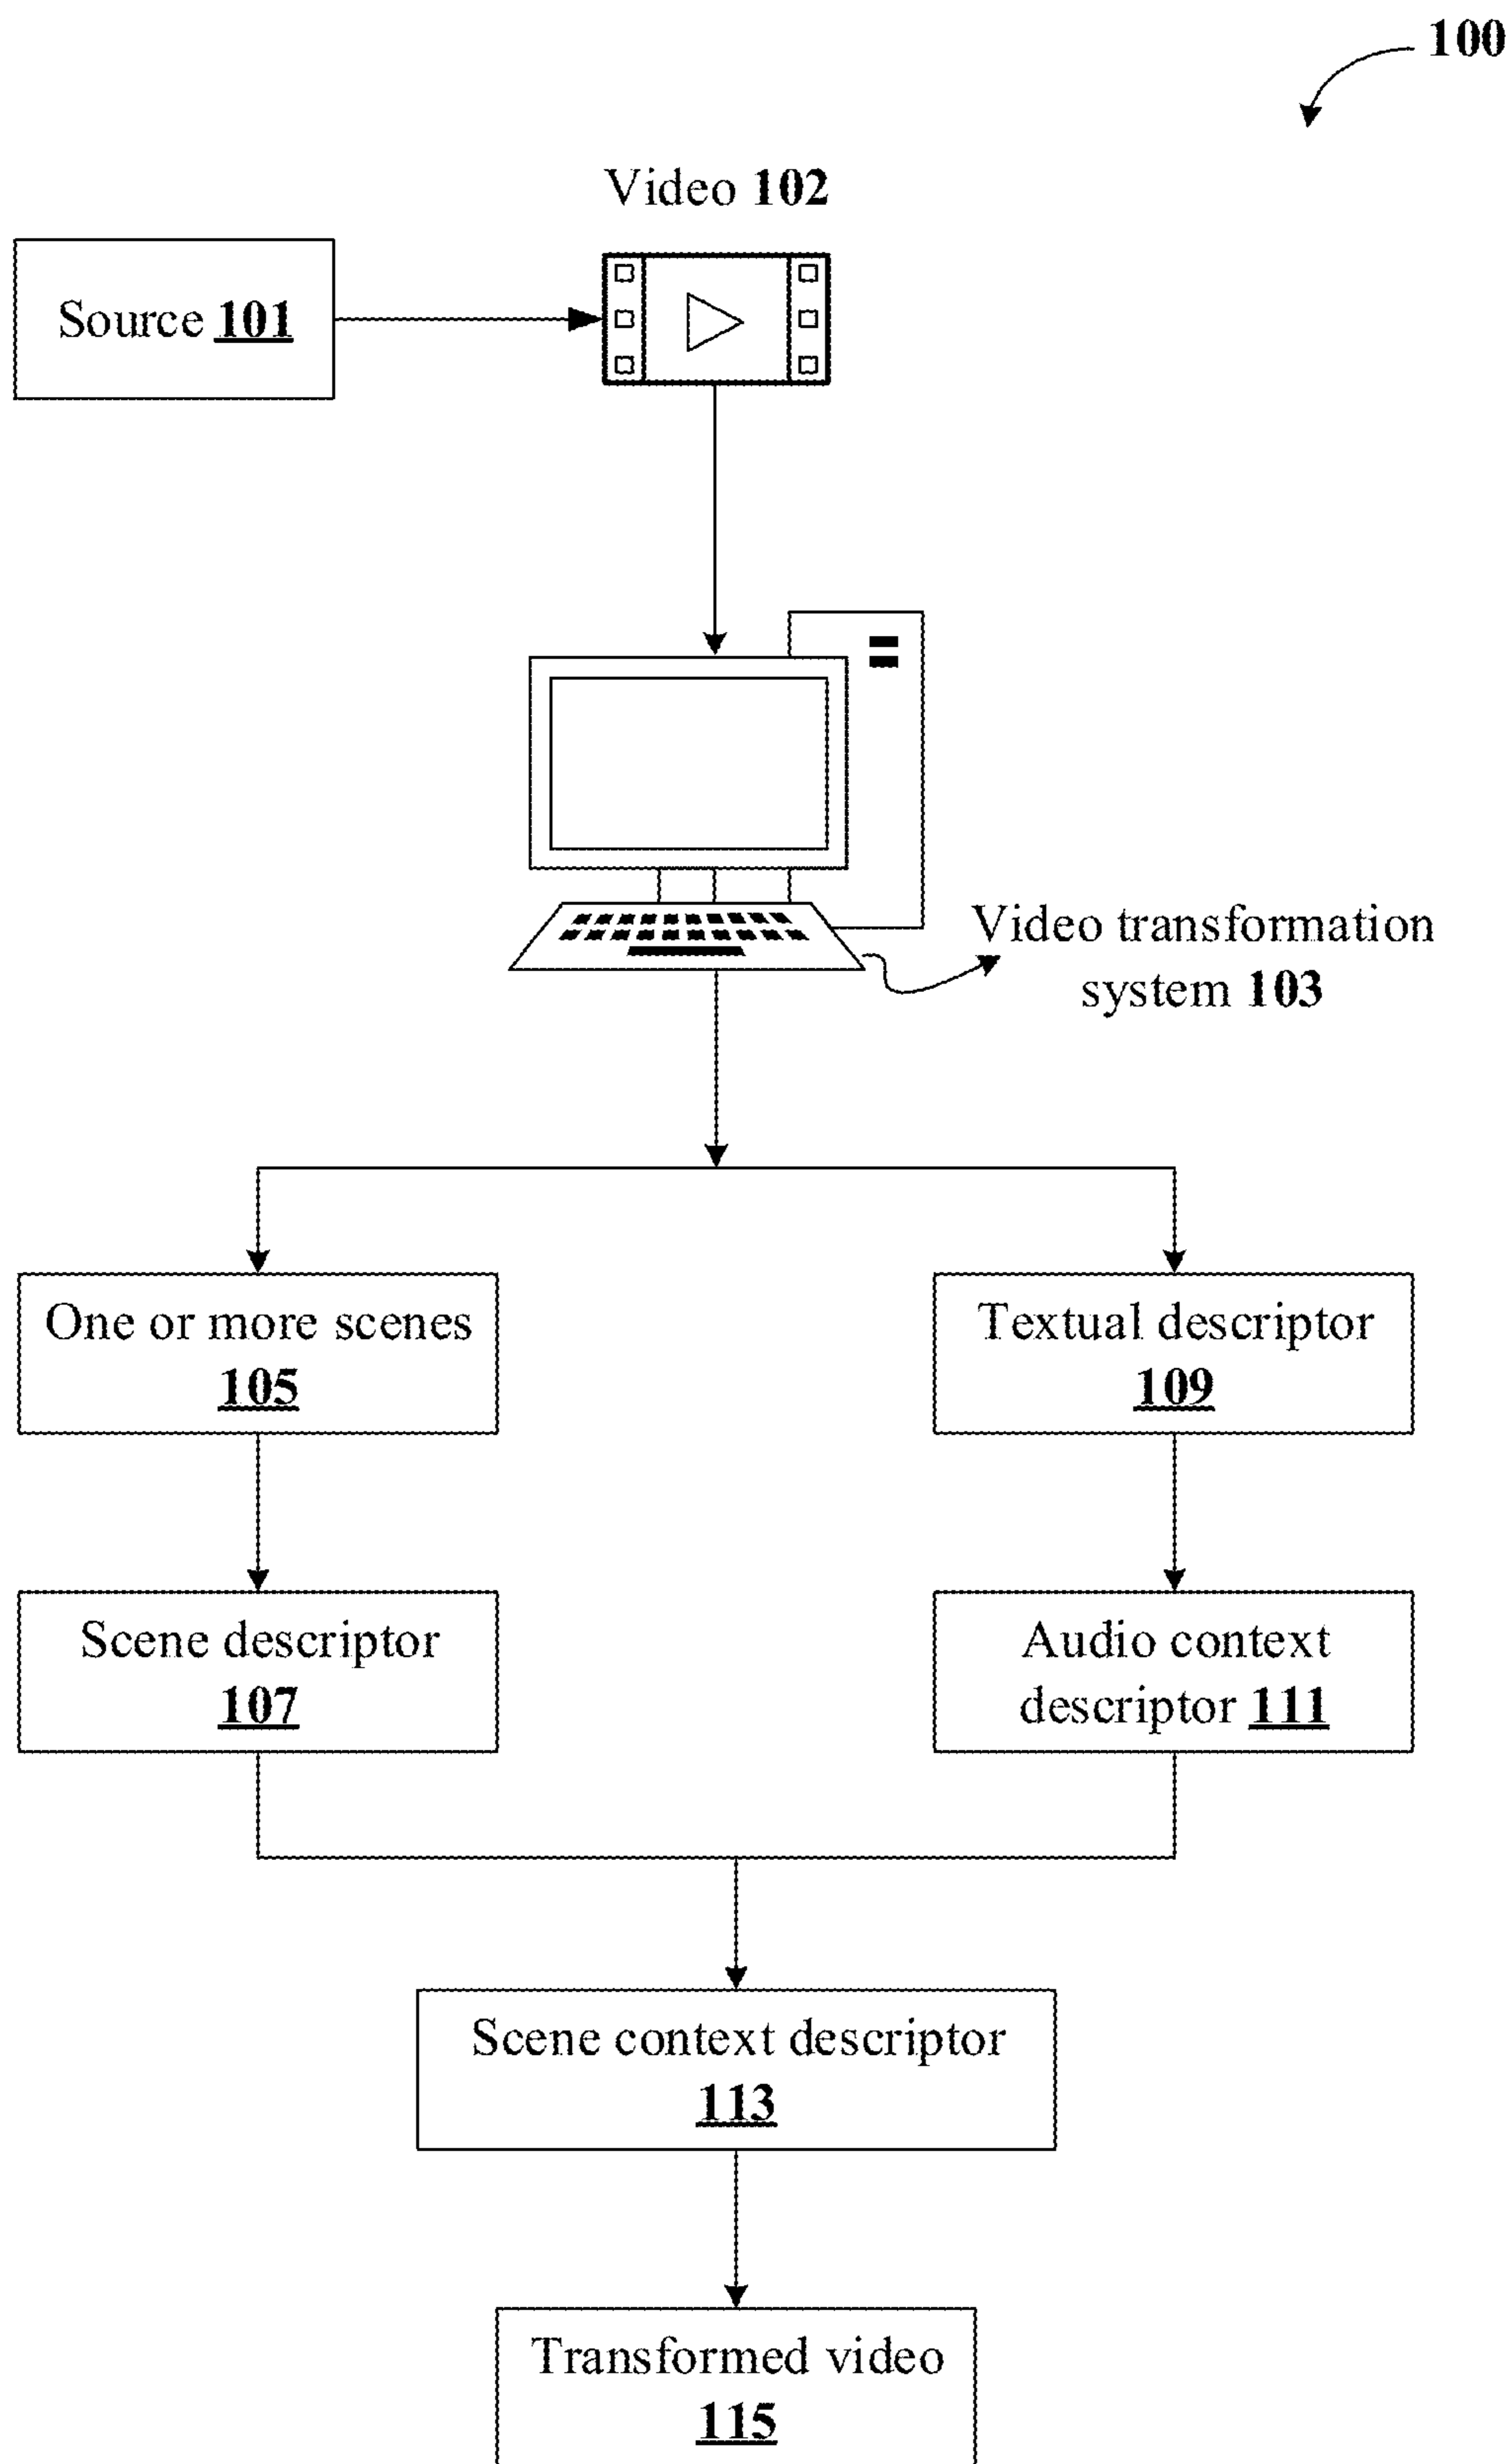 100
Video 102
Source 101
Video transformation
system 103
One or more scenes
105
Textual descriptor
109
Scene descriptor
107
Audio context
descriptor 111
Scene context descriptor
113
Transformed video
115